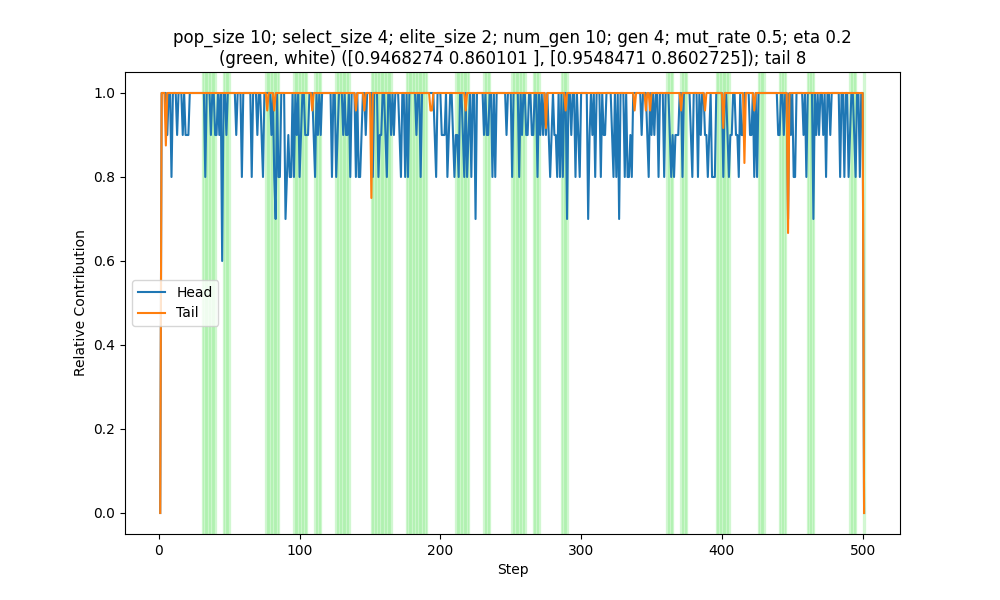 pop_size 10; select_size 4; elite_size 2; num_gen 10; gen 4; mut_rate 0.5; eta 0.2
(green, white) ([0.9468274 0.860101 ], [0.9548471 0.8602725]); tail 8
1.0
0.8
0.6
0.4
0.2
0.0
Relative Contribution
Head
Tail
0 100 200 300 400 500
Step